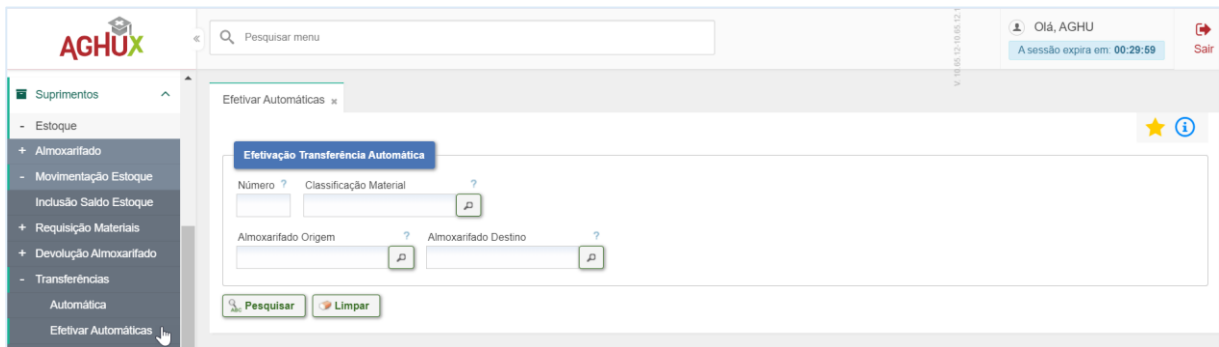 AGHUX
«
Pesquisar menu
V. 10.65.12-10.65.12.1
Olá, AGHU
A sessão expira em: 00:29:59
Sair
Suprimentos
- Estoque
+ Almoxarifado
- Movimentação Estoque
Inclusão Saldo Estoque
+ Requisição Materiais
+ Devolução Almoxarifado
- Transferências
Automática
Efetivar Automáticas
Efetivar Automáticas x
Efetivação Transferência Automática
Número ? Classificação Material ?
Almoxarifado Origem ? Almoxarifado Destino ?
Pesquisar Limpar